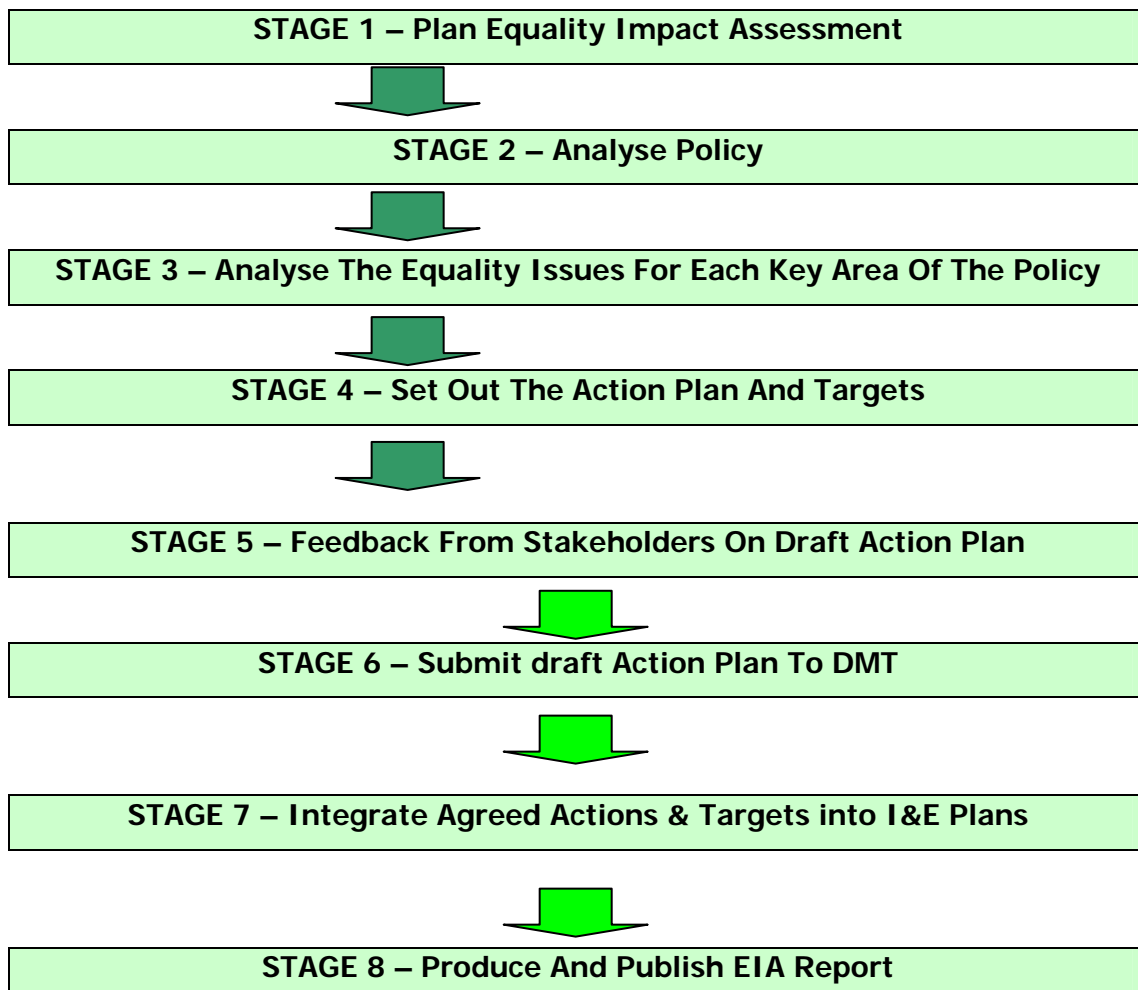 STAGE 1 – Plan Equality Impact Assessment
STAGE 2 – Analyse Policy
STAGE 3 – Analyse The Equality Issues For Each Key Area Of The Policy
STAGE 4 – Set Out The Action Plan And Targets
STAGE 5 – Feedback From Stakeholders On Draft Action Plan
STAGE 6 – Submit draft Action Plan To DMT
STAGE 7 – Integrate Agreed Actions & Targets into I&E Plans
STAGE 8 – Produce And Publish EIA Report